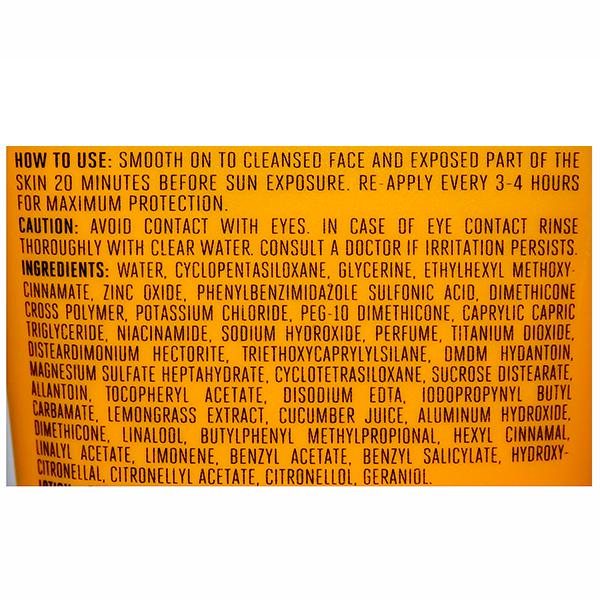 HOW TO USE: SMOOTH ON TO CLEANSED FACE AND EXPOSED PART OF THE
SKIN 20 MINUTES BEFORE SUN EXPOSURE. RE-APPLY EVERY 3-4 HOURS
FOR MAXIMUM PROTECTION.
CAUTION: AVOID CONTACT WITH EYES. IN CASE OF EYE CONTACT RINSE
THOROUGHLY WITH CLEAR WATER. CONSULT A DOCTOR IF IRRITATION PERSISTS.
INGREDIENTS: WATER, CYCLOPENTASILOXANE, GLYCERINE, ETHYLHEXYL METHOXY-
CINNAMATE, ZINC OXIDE, PHENYLBENZIMIDAZOLE SULFONIC ACID, DIMETHICONE
CROSS POLYMER, POTASSIUM CHLORIDE, PEG-10 DIMETHICONE, CAPRYLIC CAPRIC
TRIGLYCERIDE, NIACINAMIDE, SODIUM HYDROXIDE, PERFUME, TITANIUM DIOXIDE,
DISTEARDIMONIUM HECTORITE, TRIETHOXYCAPRYLYLSILANE, DMDM HYDANTOIN,
MAGNESIUM SULFATE HEPTAHYDRATE, CYCLOTETRASILOXANE, SUCROSE DISTEARATE,
ALLANTOIN, TOCOPHERYL ACETATE, DISODIUM EDTA, IODOPROPYNYL BUTYL
CARBAMATE, LEMONGRASS EXTRACT, CUCUMBER JUICE, ALUMINUM HYDROXIDE,
DIMETHICONE, LINALOOL, BUTYLPHENYL METHYLPROPIONAL, HEXYL CINNAMAL,
LINALYL ACETATE, LIMONENE, BENZYL ACETATE, BENZYL SALICYLATE, HYDROXY-
CITRONELLAL, CITRONELLYL ACETATE, CITRONELLOL, GERANIOL.